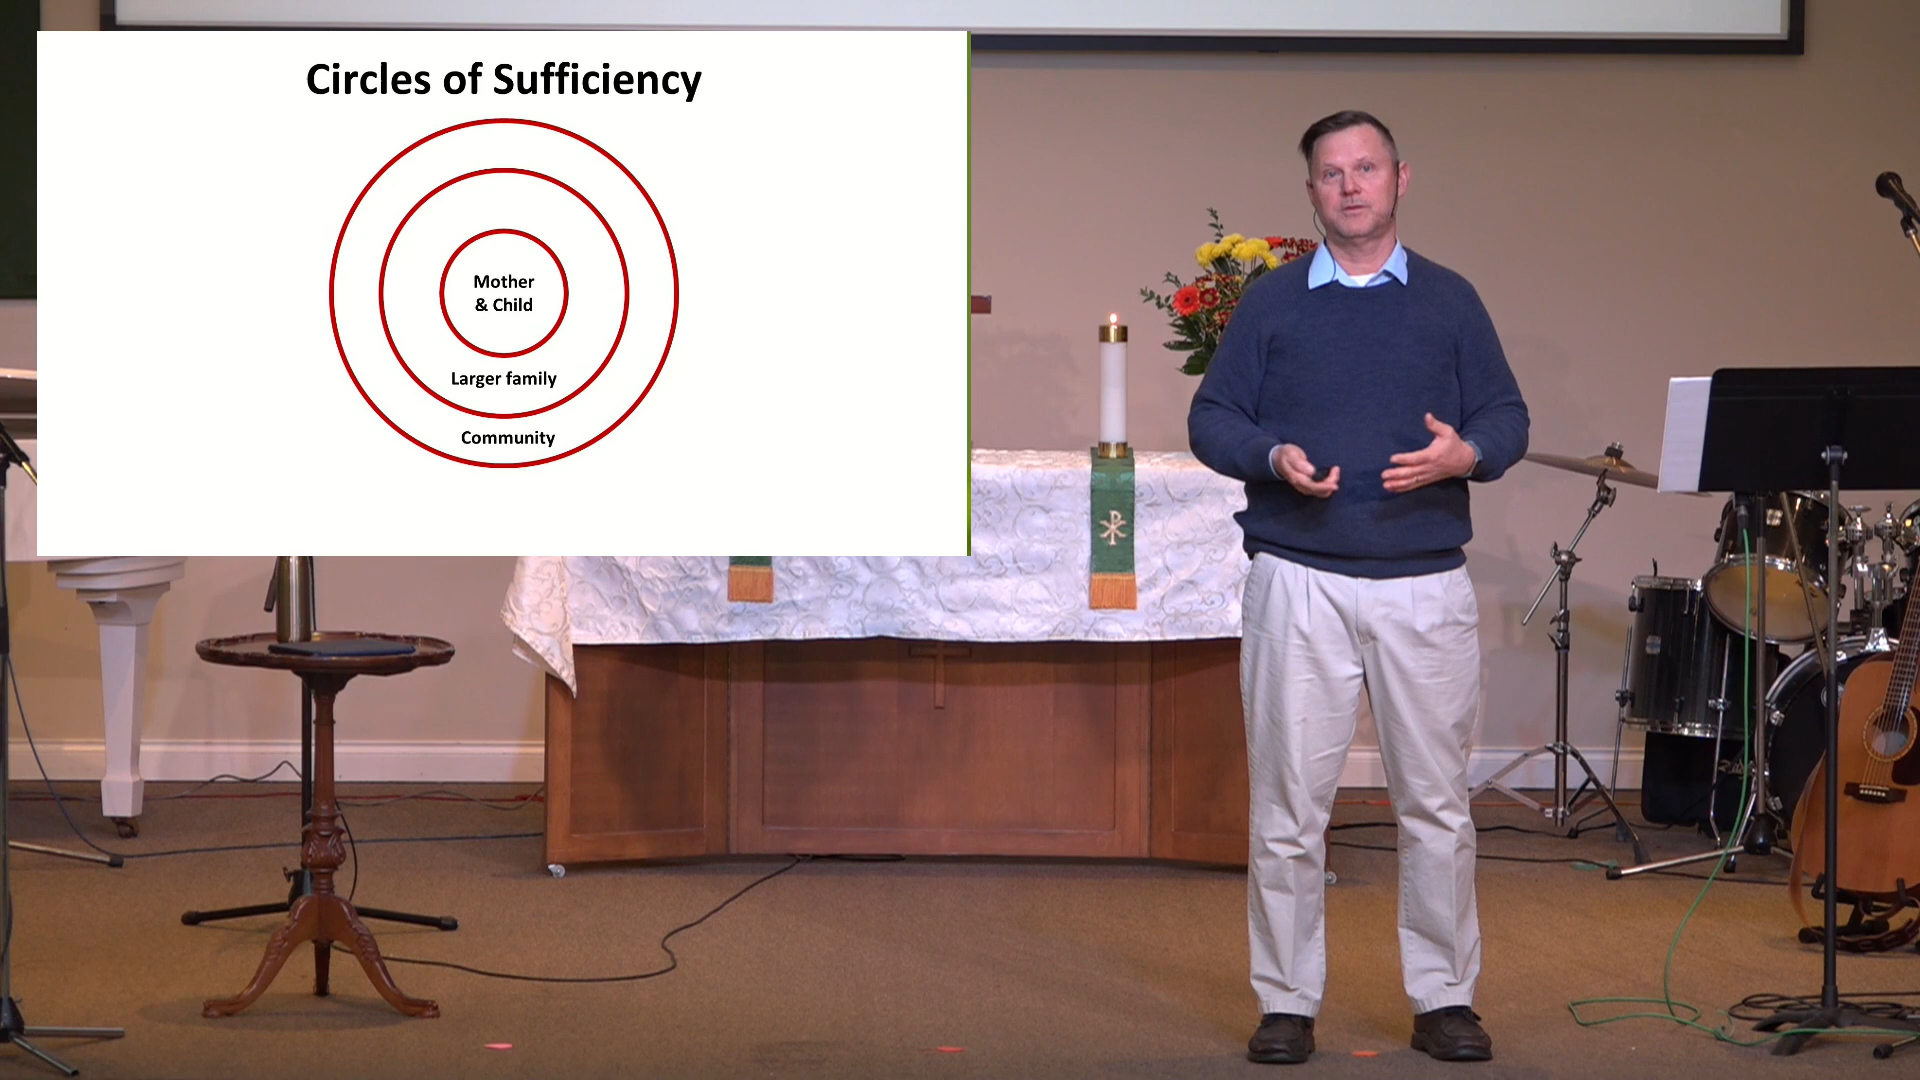 Circles of Sufficiency
Mother
& Child
Larger family
Community